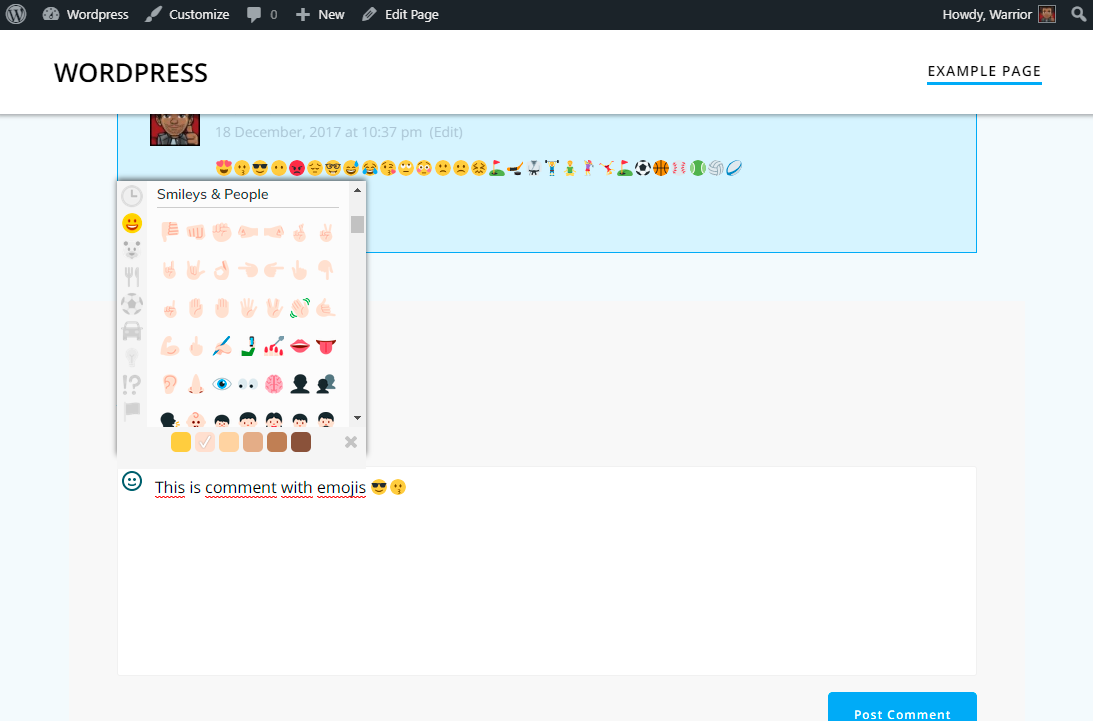 Wordpress Customize 0 New Edit Page Howdy, Warrior
WORDPRESS
EXAMPLE PAGE
18 December, 2017 at 10:37 pm (Edit)
😍😗😎😶😡😔🤓😅😂😘🙄😳🙁☹️😖⛳🏏🥋🏋️🤾🤸⛳⚽🏀⚾🎾🏐🏉
Smileys & People
This is comment with emojis 😎😗
Post Comment